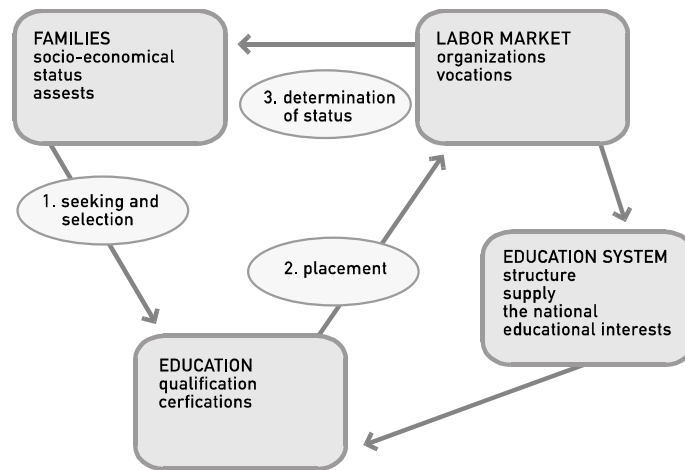 FAMILIES
socio-economical
status
assests
LABOR MARKET
organizations
vocations
3. determination
of status
1. seeking and
selection
2. placement
EDUCATION SYSTEM
structure
supply
the national
educational interests
EDUCATION
qualification
cerfications